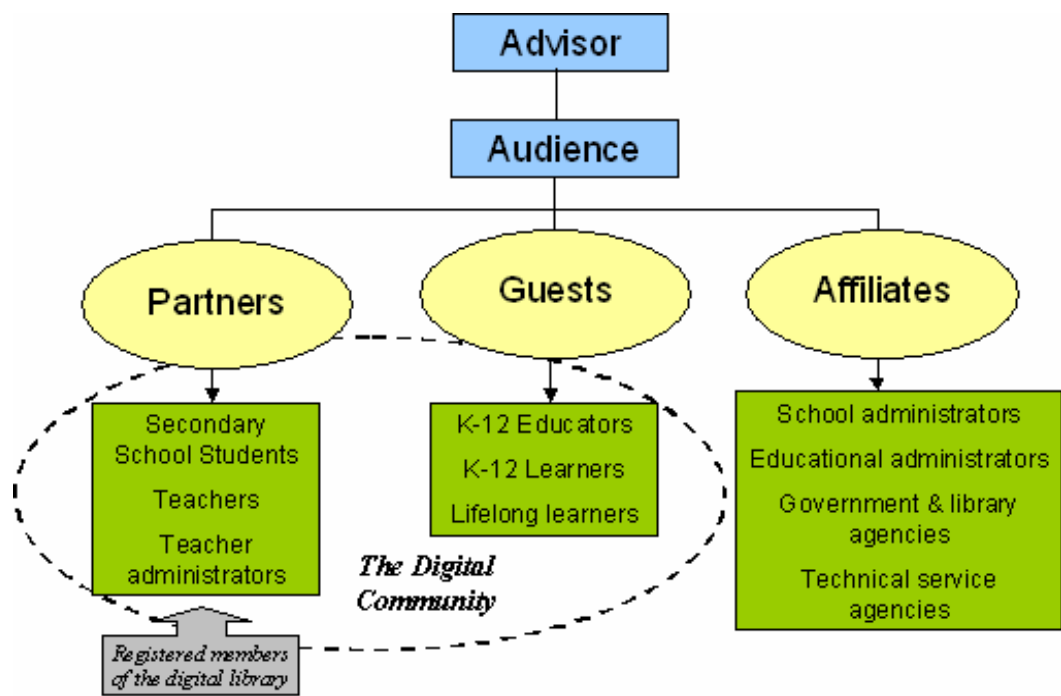 Advisor
Audience
Partners
Guests
Affiliates
Secondary
School Students
Teachers
Teacher
administrators
K-12 Educators
K-12 Learners
Lifelong learners
School administrators
Educational administrators
Government & library
agencies
Technical service
agencies
The Digital
Community
Registered members
of the digital library